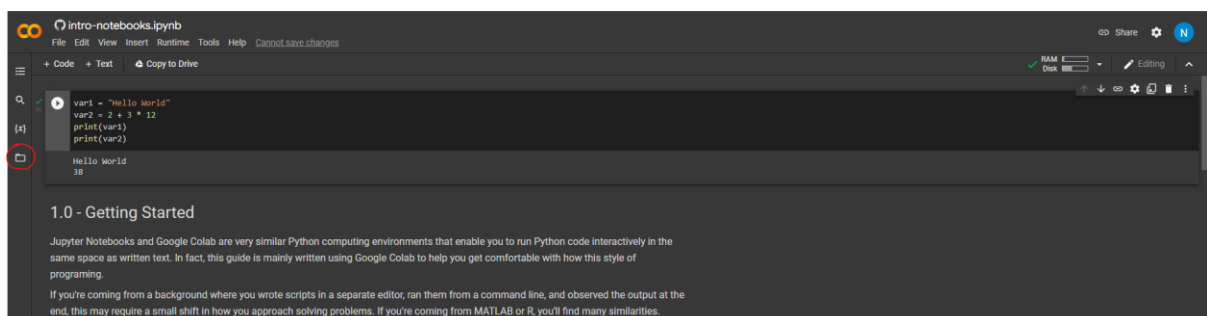 intro-notebooks.ipynb
File Edit View Insert Runtime Tools Help Cannot save changes
Share
N
+ Code + Text Copy to Drive
RAM
Disk
Editing
{x}
var1 = "Hello World"
var2 = 2 + 3 * 12
print(var1)
print(var2)
Hello World
38
1.0 - Getting Started
Jupyter Notebooks and Google Colab are very similar Python computing environments that enable you to run Python code interactively in the
same space as written text. In fact, this guide is mainly written using Google Colab to help you get comfortable with how this style of
programing.
If you're coming from a background where you wrote scripts in a separate editor, ran them from a command line, and observed the output at the
end, this may require a small shift in how you approach solving problems. If you're coming from MATLAB or R, you'll find many similarities.